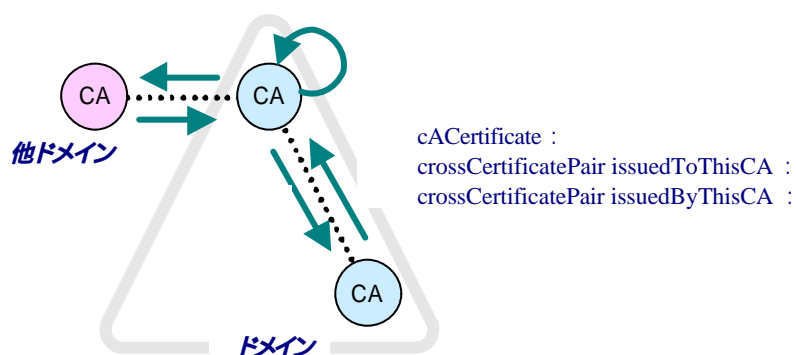 CA
CA
他ドメイン
cACertificate：
crossCertificatePair issuedToThisCA ：
crossCertificatePair issuedByThisCA ：
CA
ドメイン